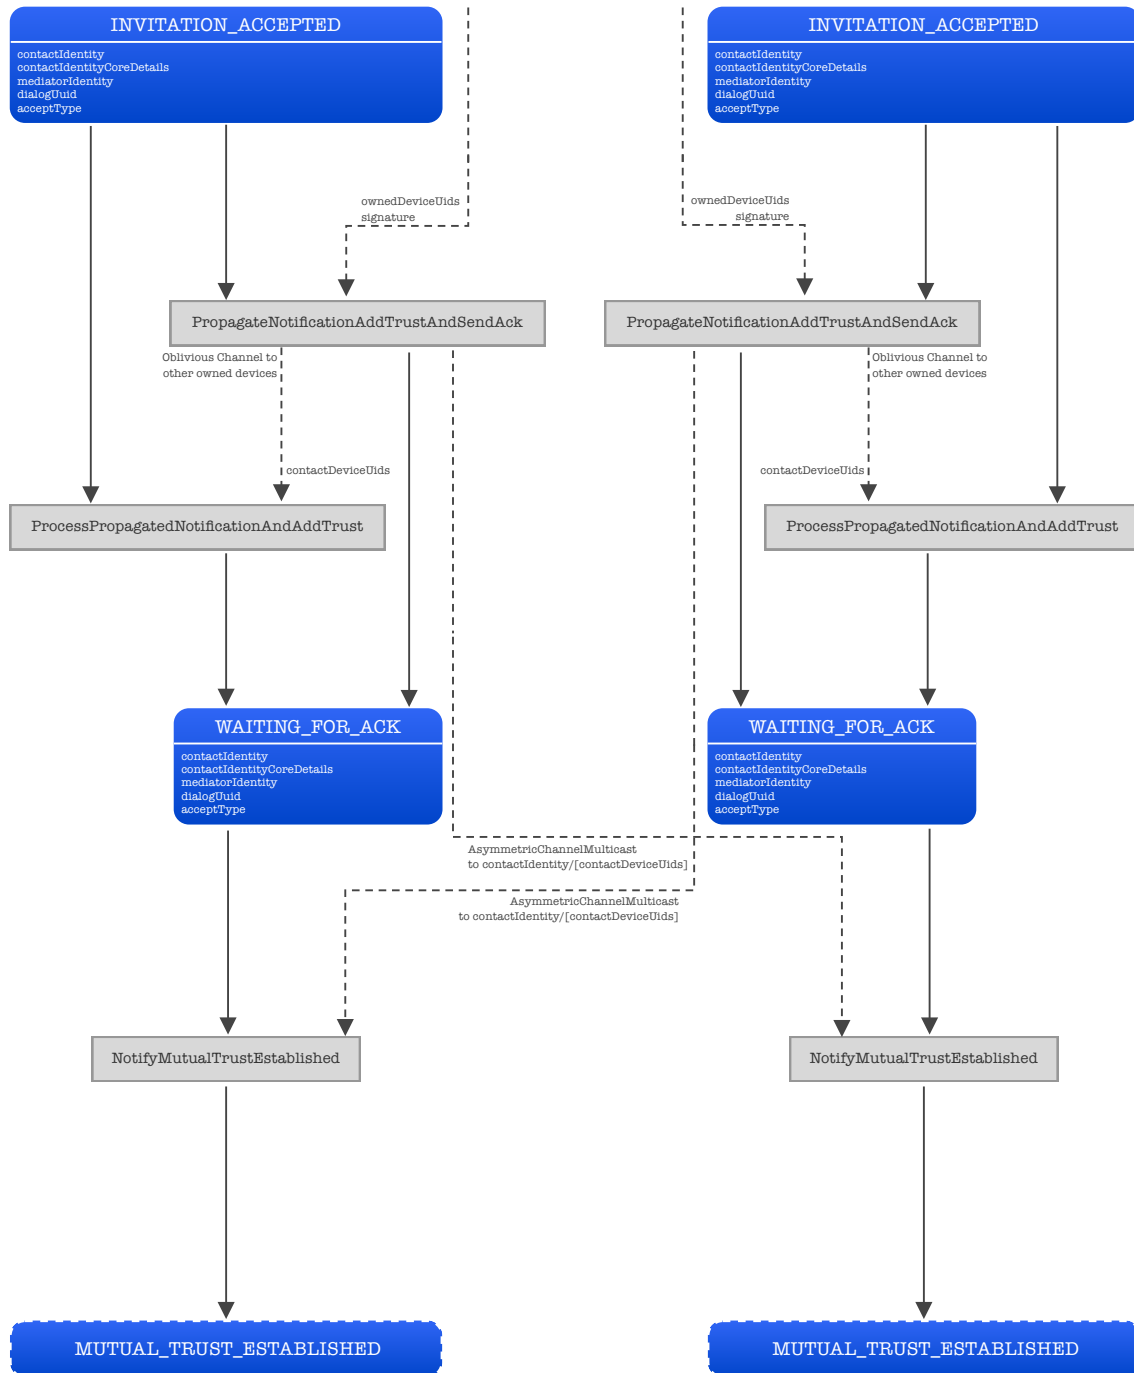 INVITATION_ACCEPTED
contactIdentity
contactIdentityCoreDetails
mediatorIdentity
dialogUuid
acceptType
INVITATION_ACCEPTED
contactIdentity
contactIdentityCoreDetails
mediatorIdentity
dialogUuid
acceptType
ownedDeviceUids
signature
ownedDeviceUids
signature
PropagateNotificationAddTrustAndSendAck
PropagateNotificationAddTrustAndSendAck
Oblivious Channel to
other owned devices
Oblivious Channel to
other owned devices
contactDeviceUids
contactDeviceUids
ProcessPropagatedNotificationAndAddTrust
ProcessPropagatedNotificationAndAddTrust
WAITING_FOR_ACK
contactIdentity
contactIdentityCoreDetails
mediatorIdentity
dialogUuid
acceptType
WAITING_FOR_ACK
contactIdentity
contactIdentityCoreDetails
mediatorIdentity
dialogUuid
acceptType
AsymmetricChannelMulticast
to contactIdentity/[contactDeviceUids]
AsymmetricChannelMulticast
to contactIdentity/[contactDeviceUids]
NotifyMutualTrustEstablished
NotifyMutualTrustEstablished
MUTUAL_TRUST_ESTABLISHED
MUTUAL_TRUST_ESTABLISHED